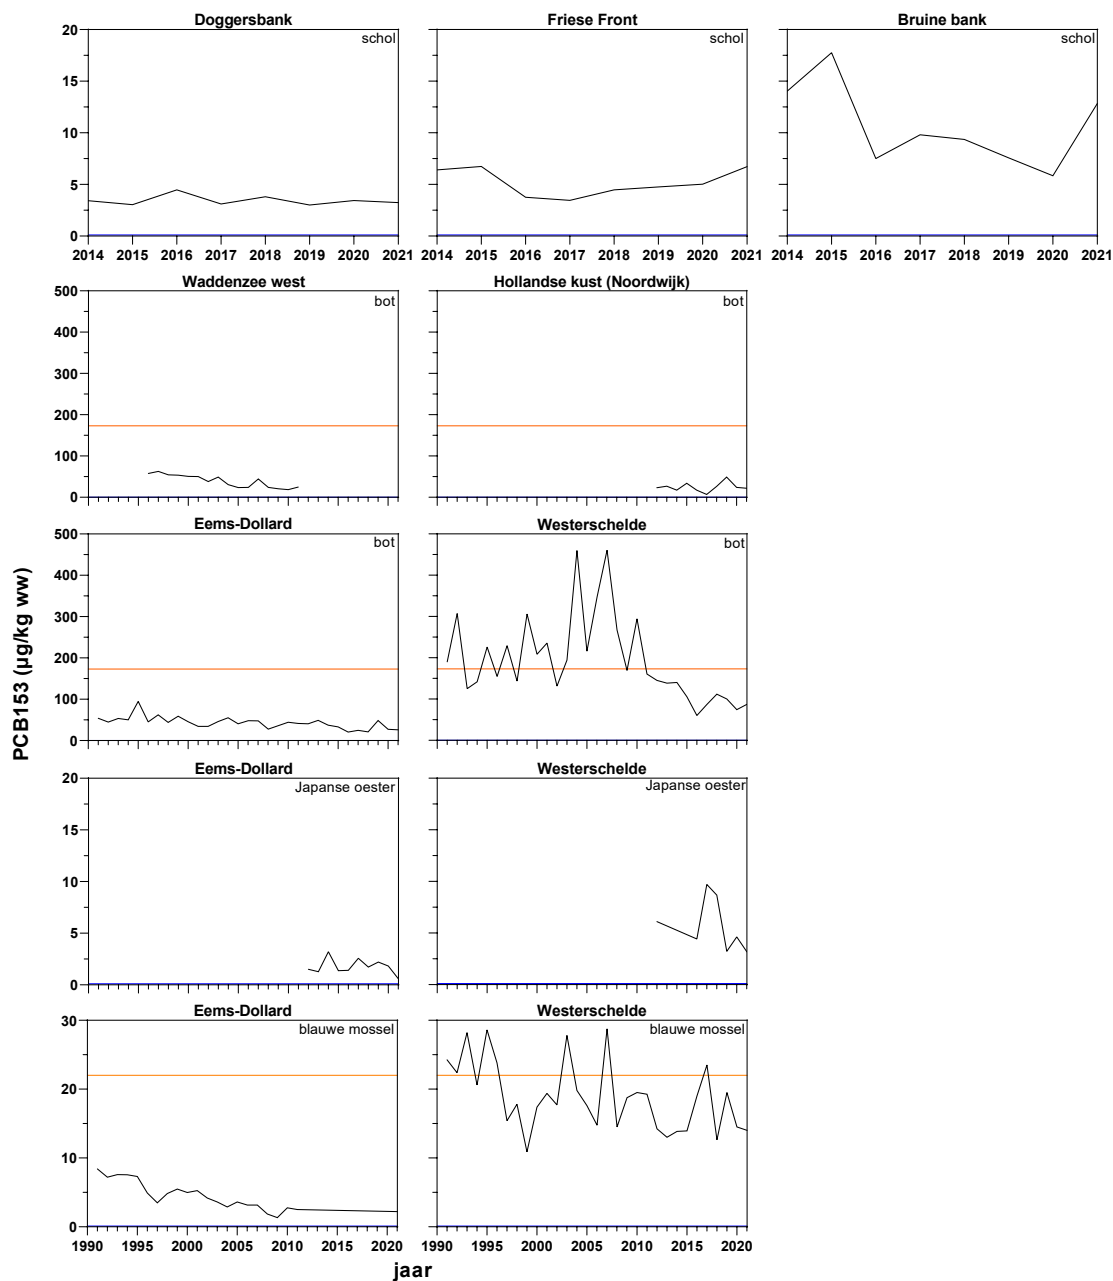 Doggersbank Friese Front Bruine bank
20 schol schol schol
15
10
5
0
2014 2015 2016 2017 2018 2019 2020 2021 2014 2015 2016 2017 2018 2019 2020 2021 2014 2015 2016 2017 2018 2019 2020 2021
Waddenzee west Hollandse kust (Noordwijk)
500 bot bot
400
300
200
100
0
Eems-Dollard Westerschelde
500 bot bot
400
300
200
100
0
PCB153 (µg/kg ww)
Eems-Dollard Westerschelde
20 Japanse oester Japanse oester
15
10
5
0
Eems-Dollard Westerschelde
30 blauwe mossel blauwe mossel
20
10
0
1990 1995 2000 2005 2010 2015 2020 1990 1995 2000 2005 2010 2015 2020
jaar